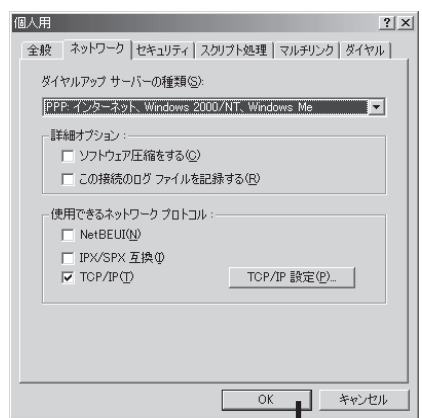 個人用
全般 ネットワーク セキュリティ スクリプト処理 マルチリンク ダイヤル
ダイヤルアップ サーバーの種類(S):
PPP: インターネット、Windows 2000/NT、Windows Me
詳細オプション:
ソフトウェア圧縮をする(C)
この接続のログ ファイルを記録する(R)
使用できるネットワーク プロトコル:
NetBEUI(N)
IPX/SPX 互換(I)
TCP/IP(T) TCP/IP 設定(P)...
OK キャンセル